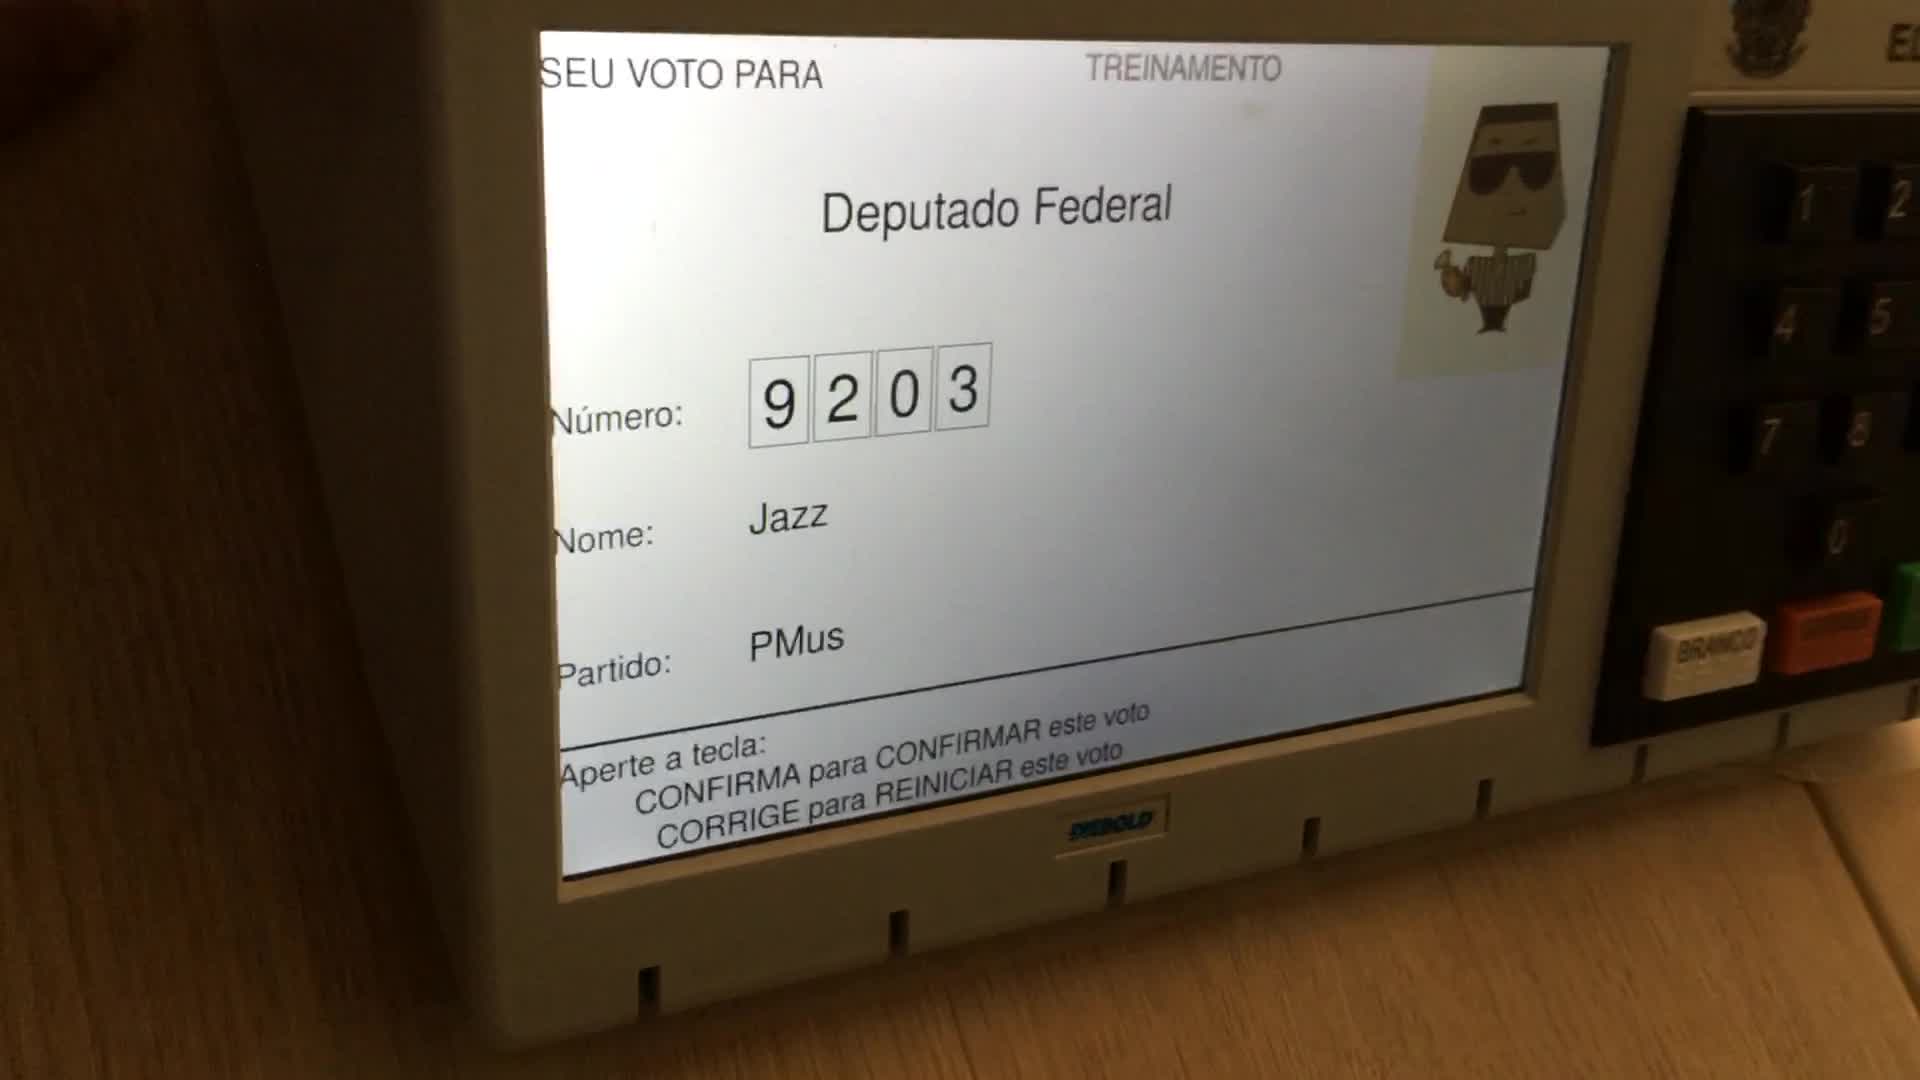 SEU VOTO PARA
TREINAMENTO
Deputado Federal
Número: 9203
Nome: Jazz
Partido: PMus
Aperte a tecla:
CONFIRMA para CONFIRMAR este voto
CORRIGE para REINICIAR este voto
DIEBOLD
1 2
4 5
7 8
0
BRANCO